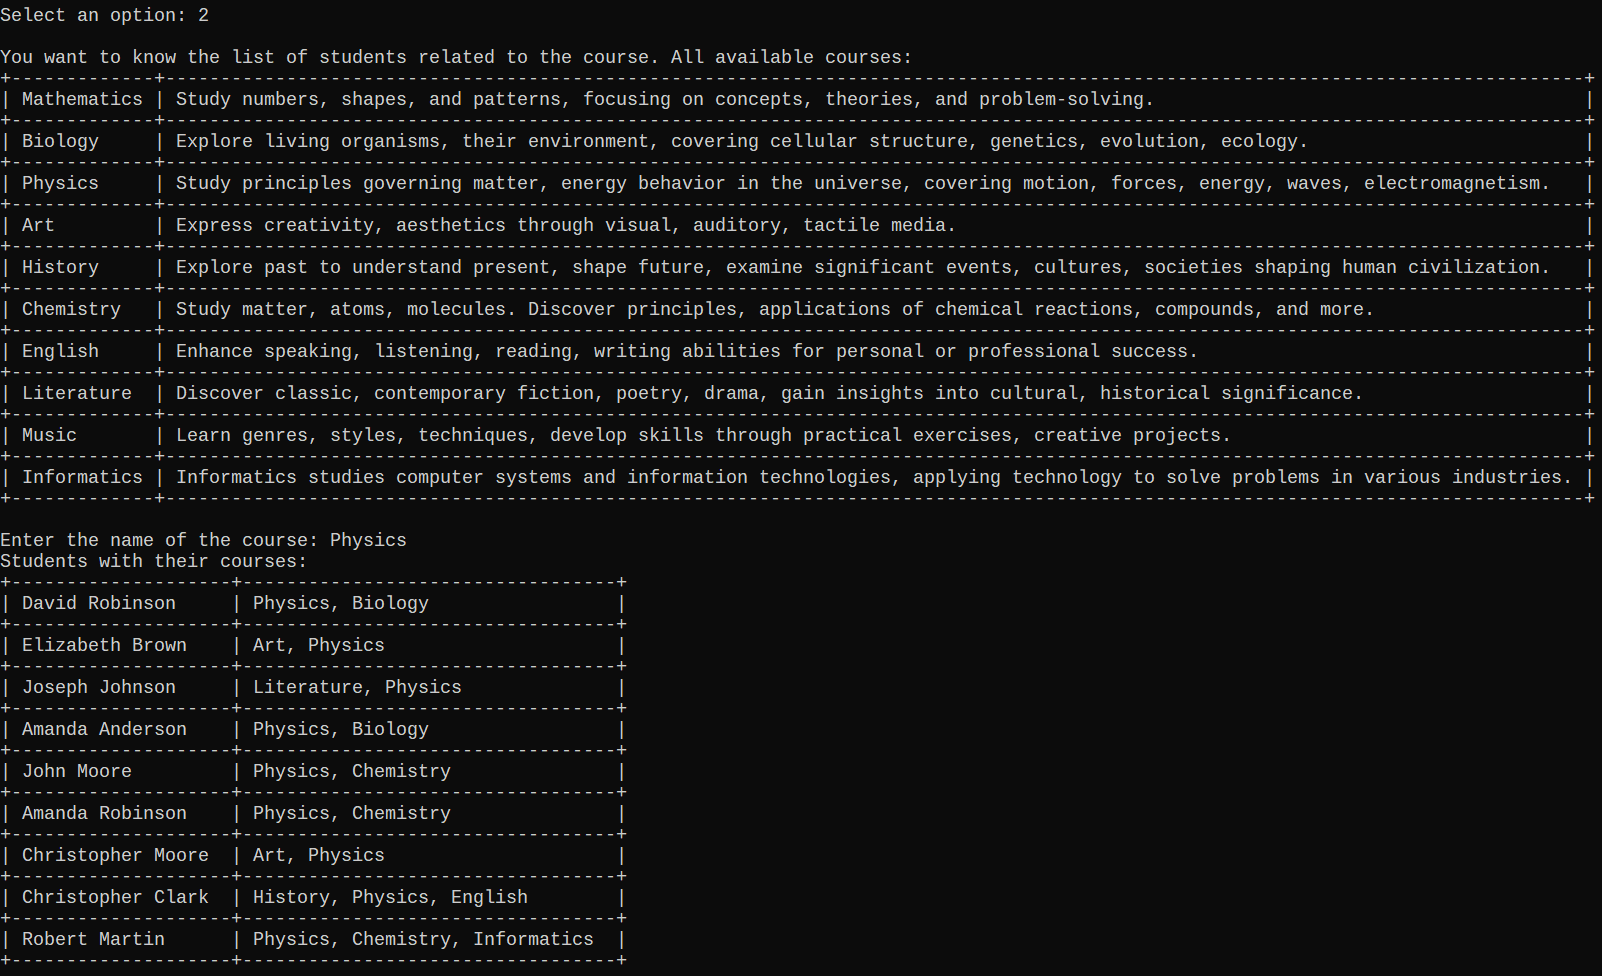 Select an option: 2
You want to know the list of students related to the course. All available courses:
+-------------+---------------------------------------------------------------------------------------------------------------------------------+
| Mathematics | Study numbers, shapes, and patterns, focusing on concepts, theories, and problem-solving.                                       |
+-------------+---------------------------------------------------------------------------------------------------------------------------------+
| Biology     | Explore living organisms, their environment, covering cellular structure, genetics, evolution, ecology.                         |
+-------------+---------------------------------------------------------------------------------------------------------------------------------+
| Physics     | Study principles governing matter, energy behavior in the universe, covering motion, forces, energy, waves, electromagnetism.   |
+-------------+---------------------------------------------------------------------------------------------------------------------------------+
| Art         | Express creativity, aesthetics through visual, auditory, tactile media.                                                         |
+-------------+---------------------------------------------------------------------------------------------------------------------------------+
| History     | Explore past to understand present, shape future, examine significant events, cultures, societies shaping human civilization.   |
+-------------+---------------------------------------------------------------------------------------------------------------------------------+
| Chemistry   | Study matter, atoms, molecules. Discover principles, applications of chemical reactions, compounds, and more.                   |
+-------------+---------------------------------------------------------------------------------------------------------------------------------+
| English     | Enhance speaking, listening, reading, writing abilities for personal or professional success.                                   |
+-------------+---------------------------------------------------------------------------------------------------------------------------------+
| Literature  | Discover classic, contemporary fiction, poetry, drama, gain insights into cultural, historical significance.                    |
+-------------+---------------------------------------------------------------------------------------------------------------------------------+
| Music       | Learn genres, styles, techniques, develop skills through practical exercises, creative projects.                                |
+-------------+---------------------------------------------------------------------------------------------------------------------------------+
| Informatics | Informatics studies computer systems and information technologies, applying technology to solve problems in various industries. |
+-------------+---------------------------------------------------------------------------------------------------------------------------------+
Enter the name of the course: Physics
Students with their courses:
+--------------------+----------------------------------+
| David Robinson     | Physics, Biology                 |
+--------------------+----------------------------------+
| Elizabeth Brown    | Art, Physics                     |
+--------------------+----------------------------------+
| Joseph Johnson     | Literature, Physics              |
+--------------------+----------------------------------+
| Amanda Anderson    | Physics, Biology                 |
+--------------------+----------------------------------+
| John Moore         | Physics, Chemistry               |
+--------------------+----------------------------------+
| Amanda Robinson    | Physics, Chemistry               |
+--------------------+----------------------------------+
| Christopher Moore  | Art, Physics                     |
+--------------------+----------------------------------+
| Christopher Clark  | History, Physics, English        |
+--------------------+----------------------------------+
| Robert Martin      | Physics, Chemistry, Informatics  |
+--------------------+----------------------------------+